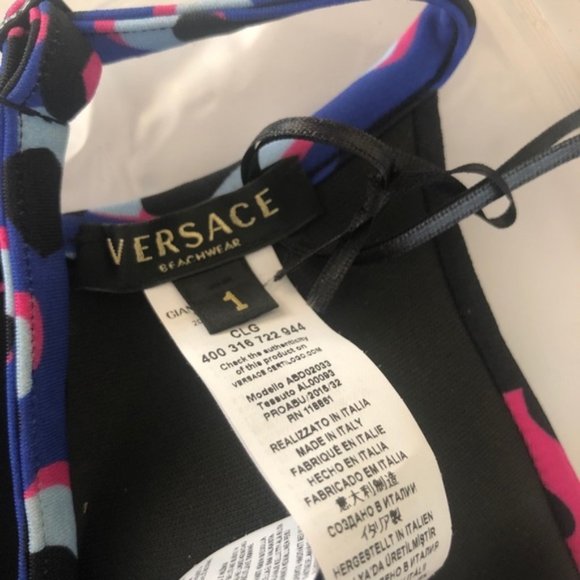 VERSACE
BEACHWEAR
1
CLG
400 316 722 944
Check the authenticity
of this product on
VERSACE.CERTILOGO.COM
Modello ABD02033
Tessuto AL00093
PROABU/2016/32
RN 118651
REALIZZATO IN ITALIA
MADE IN ITALY
FABRIQUÉ EN ITALIE
HECHO EN ITALIA
FABRICADO EM ITÁLIA
意大利制造
СОЗДАНО В ИТАЛИИ
イタリア製
HERGESTELLT IN ITALIEN